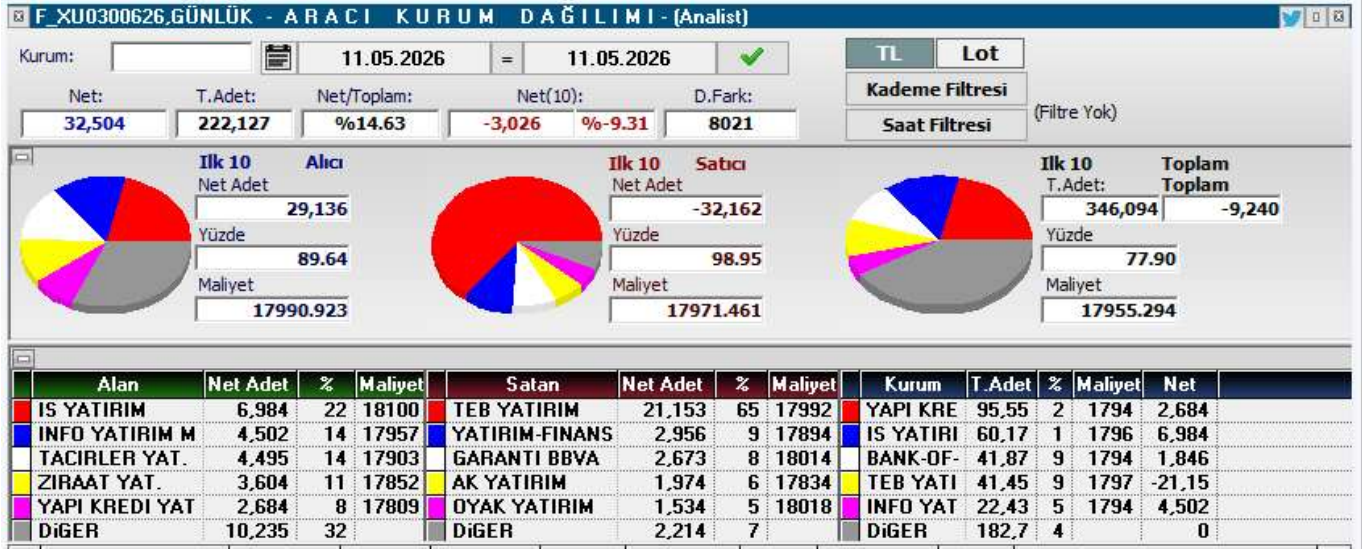 F_XU0300626,GÜNLÜK - ARACI KURUM DAĞILIMI-(Analist)
Kurum: 11.05.2026 = 11.05.2026 TL Lot
Kademe Filtresi
Net: T.Adet: Net/Toplam: Net(10): D.Fark:
32,504 222,127 %14.63 -3,026 %-9.31 8021
Saat Filtresi (Filtre Yok)
Ilk 10 Alıcı Ilk 10 Satıcı Ilk 10 Toplam
Net Adet Net Adet T.Adet: Toplam
29,136 -32,162 346,094 -9,240
Yüzde Yüzde Yüzde
89.64 98.95 77.90
Maliyet Maliyet Maliyet
17990.923 17971.461 17955.294
Alan Net Adet % Maliyet Satan Net Adet % Maliyet Kurum T.Adet % Maliyet Net
IS YATIRIM 6,984 22 18100 TEB YATIRIM 21,153 65 17992 YAPI KRE 95,55 2 1794 2,684
INFO YATIRIM M 4,502 14 17957 YATIRIM-FINANS 2,956 9 17894 IS YATIRI 60,17 1 1796 6,984
TACIRLER YAT. 4,495 14 17903 GARANTI BBVA 2,673 8 18014 BANK-OF- 41,87 9 1794 1,846
ZIRAAT YAT. 3,604 11 17852 AK YATIRIM 1,974 6 17834 TEB YATI 41,45 9 1797 -21,15
YAPI KREDI YAT 2,684 8 17809 OYAK YATIRIM 1,534 5 18018 INFO YAT 22,43 5 1794 4,502
DiGER 10,235 32 DiGER 2,214 7 DiGER 182,7 4 0